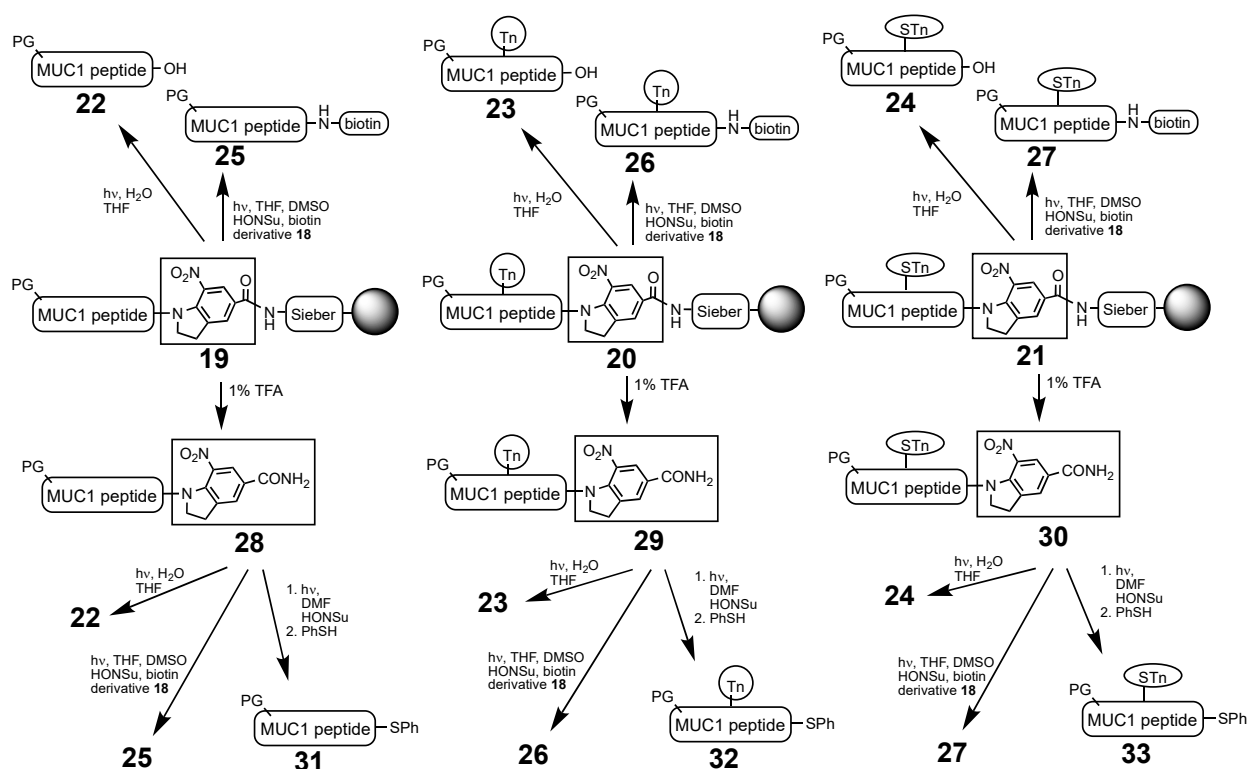 PG
MUC1 peptide
OH
22
PG
MUC1 peptide
H
N
biotin
25
hν, H2O
THF
hν, THF, DMSO
HONSu, biotin
derivative 18
PG
MUC1 peptide
N
O2N
O
N
H
Sieber
19
1% TFA
PG
MUC1 peptide
N
O2N
CONH2
28
hν, H2O
THF
22
hν, THF, DMSO
HONSu, biotin
derivative 18
25
1. hν,
DMF
HONSu
2. PhSH
PG
MUC1 peptide
SPh
31
Tn
PG
MUC1 peptide
OH
23
Tn
PG
MUC1 peptide
H
N
biotin
26
hν, H2O
THF
hν, THF, DMSO
HONSu, biotin
derivative 18
Tn
PG
MUC1 peptide
N
O2N
O
N
H
Sieber
20
1% TFA
Tn
PG
MUC1 peptide
N
O2N
CONH2
29
hν, H2O
THF
23
hν, THF, DMSO
HONSu, biotin
derivative 18
26
1. hν,
DMF
HONSu
2. PhSH
Tn
PG
MUC1 peptide
SPh
32
STn
PG
MUC1 peptide
OH
24
STn
PG
MUC1 peptide
H
N
biotin
27
hν, H2O
THF
hν, THF, DMSO
HONSu, biotin
derivative 18
STn
PG
MUC1 peptide
N
O2N
O
N
H
Sieber
21
1% TFA
STn
PG
MUC1 peptide
N
O2N
CONH2
30
hν, H2O
THF
24
hν, THF, DMSO
HONSu, biotin
derivative 18
27
1. hν,
DMF
HONSu
2. PhSH
STn
PG
MUC1 peptide
SPh
33